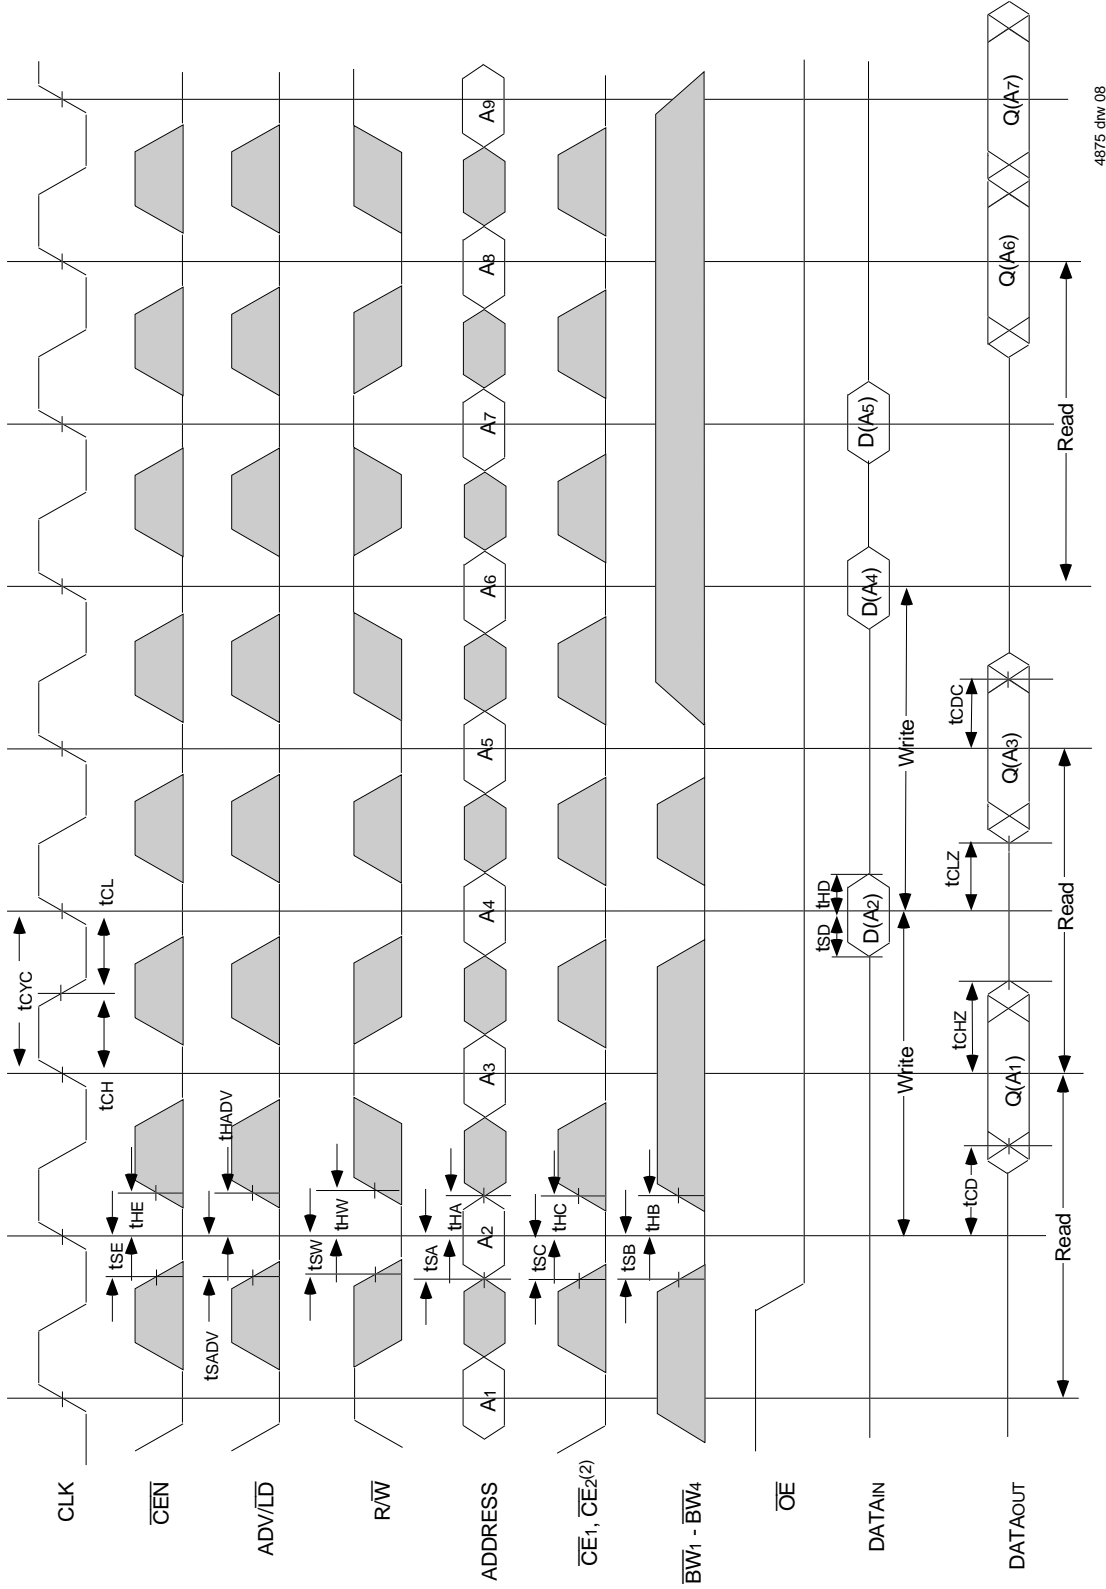 tCYC
tCH
tCL
CLK
tSE
tHE
CEN
tSADV
tHADV
ADV/LD
tSW
tHW
R/W
tSA
tHA
ADDRESS
A1 A2 A3 A4 A5 A6 A7 A8 A9
tSC
tHC
CE1, CE2(2)
tSB
tHB
BW1 - BW4
OE
tSD tHD
DATAIN
D(A2) D(A4) D(A5)
Write Write
tCD tCHZ tCLZ tCDC
DATAOUT
Q(A1) Q(A3) Q(A6) Q(A7)
Read Read Read
4875 drw 08